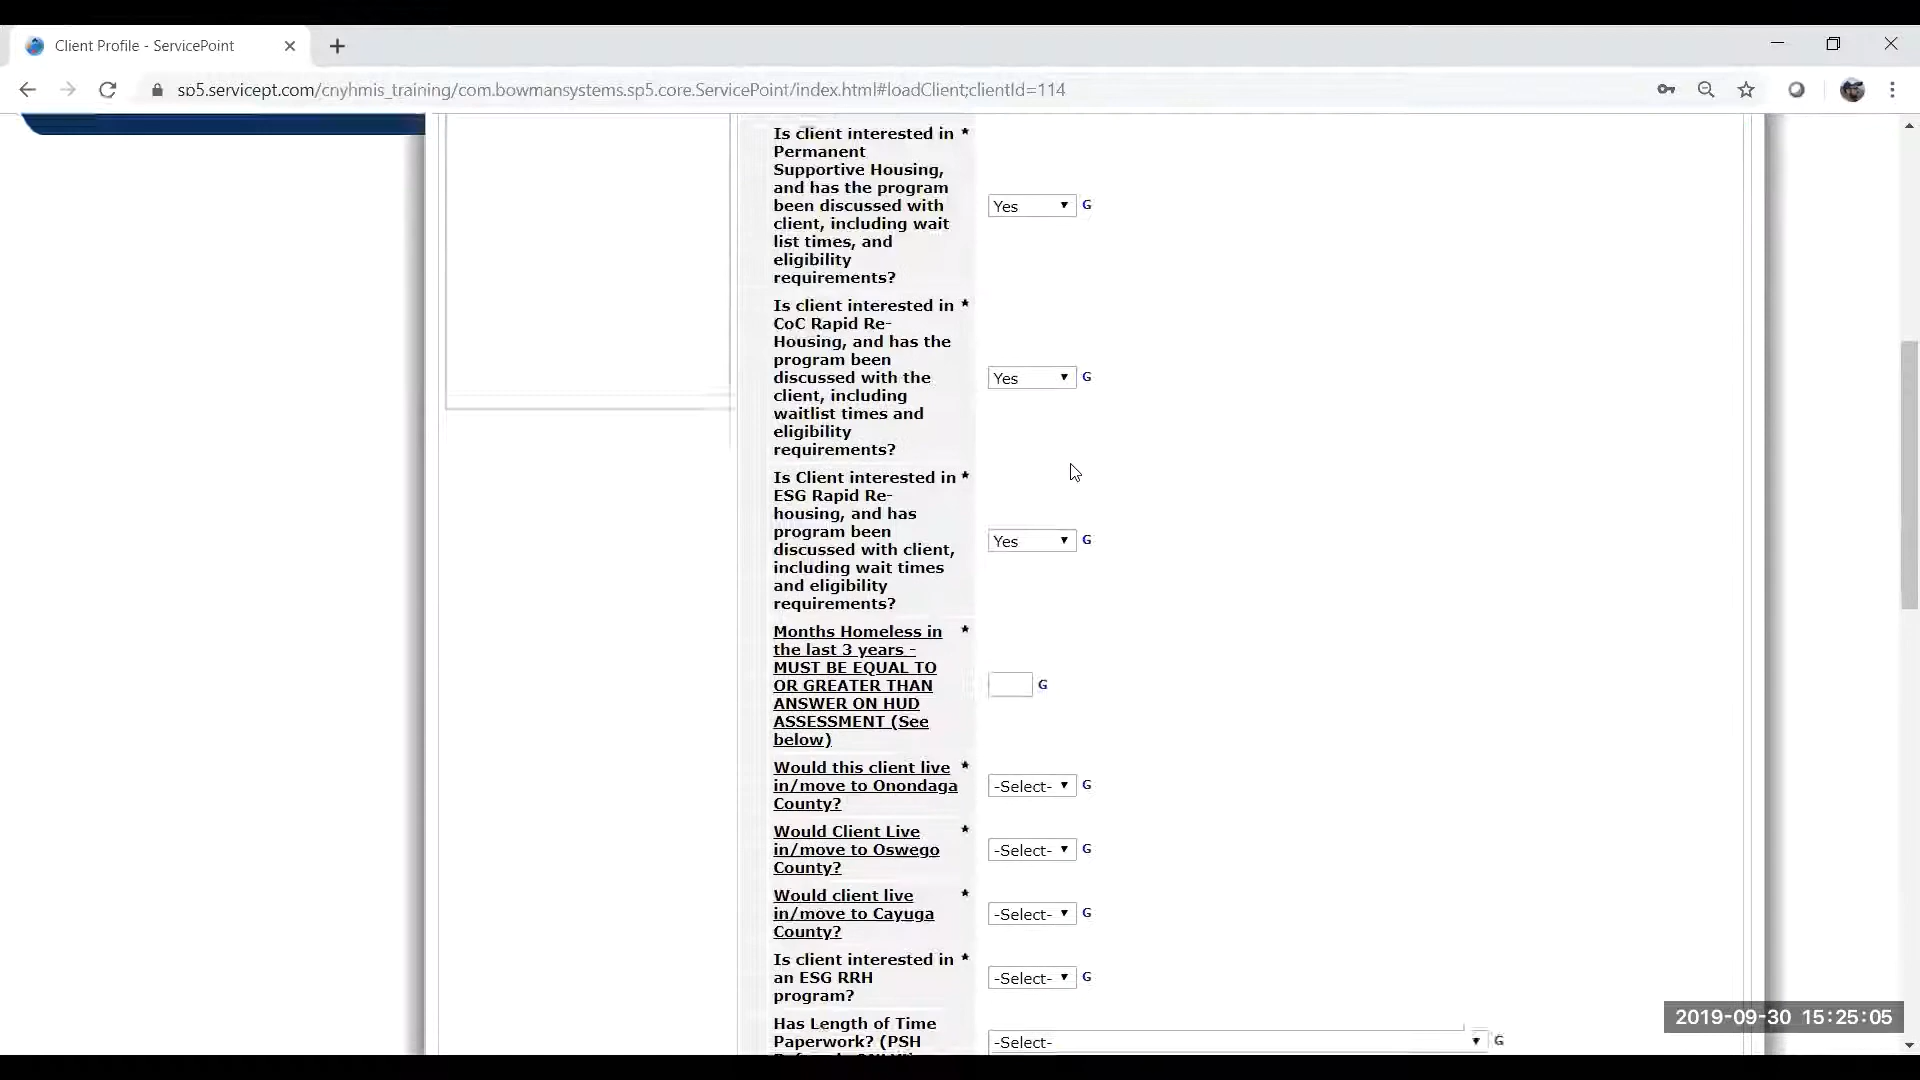 Client Profile - ServicePoint
sp5.servicept.com/cnyhmis_training/com.bowmansystems.sp5.core.ServicePoint/index.html#loadClient;clientId=114
Is client interested in *
Permanent
Supportive Housing,
and has the program
been discussed with
client, including wait
list times, and
eligibility
requirements?
Yes G
Is client interested in *
CoC Rapid Re-
Housing, and has the
program been
discussed with the
client, including
waitlist times and
eligibility
requirements?
Yes G
Is Client interested in *
ESG Rapid Re-
housing, and has
program been
discussed with client,
including wait times
and eligibility
requirements?
Yes G
Months Homeless in *
the last 3 years -
MUST BE EQUAL TO
OR GREATER THAN
ANSWER ON HUD
ASSESSMENT (See
below)
G
Would this client live *
in/move to Onondaga
County?
-Select- G
Would Client Live *
in/move to Oswego
County?
-Select- G
Would client live *
in/move to Cayuga
County?
-Select- G
Is client interested in *
an ESG RRH
program?
-Select- G
Has Length of Time
Paperwork? (PSH
-Select- G
2019-09-30 15:25:05